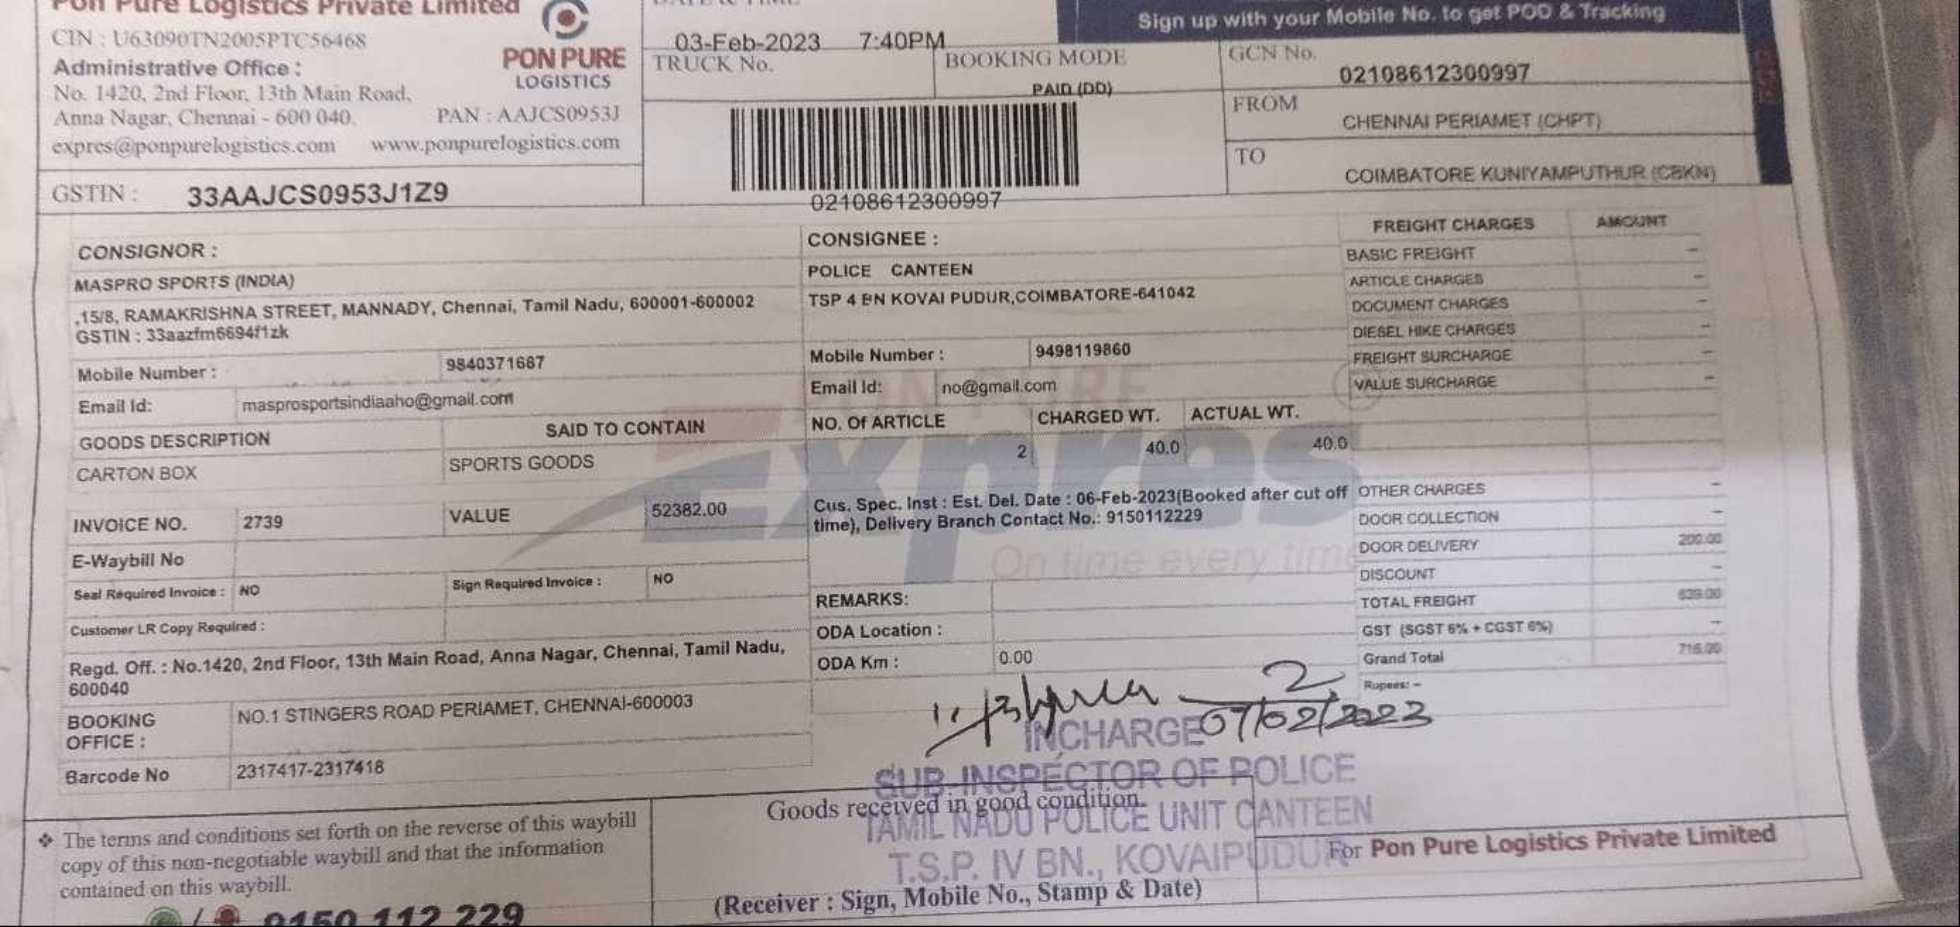 Pon Pure Logistics Private Limited
CIN : U63090TN2005PTC56468
Administrative Office :
No. 1420, 2nd Floor, 13th Main Road,
Anna Nagar, Chennai - 600 040.
PAN : AAJCS0953J
expres@ponpurelogistics.com www.ponpurelogistics.com
PON PURE
LOGISTICS
GSTIN : 33AAJCS0953J1Z9
DATE & TIME
03-Feb-2023 7:40PM
TRUCK No.
BOOKING MODE
PAID (DD)
02108612300997
Sign up with your Mobile No. to get POD & Tracking
GCN No. 02108612300997
FROM CHENNAI PERIAMET (CHPT)
TO COIMBATORE KUNIYAMPUTHUR (CBKN)
CONSIGNOR :
MASPRO SPORTS (INDIA)
,15/8, RAMAKRISHNA STREET, MANNADY, Chennai, Tamil Nadu, 600001-600002
GSTIN : 33aazfm6694f1zk
Mobile Number : 9840371687
Email Id: masprosportsindiaaho@gmail.com
GOODS DESCRIPTION SAID TO CONTAIN
CARTON BOX SPORTS GOODS
INVOICE NO. 2739 VALUE 52382.00
E-Waybill No
Seal Required Invoice : NO Sign Required Invoice : NO
Customer LR Copy Required :
Regd. Off. : No.1420, 2nd Floor, 13th Main Road, Anna Nagar, Chennai, Tamil Nadu,
600040
BOOKING
OFFICE : NO.1 STINGERS ROAD PERIAMET, CHENNAI-600003
Barcode No 2317417-2317418
CONSIGNEE :
POLICE CANTEEN
TSP 4 BN KOVAI PUDUR,COIMBATORE-641042
Mobile Number : 9498119860
Email Id: no@gmail.com
NO. Of ARTICLE CHARGED WT. ACTUAL WT.
2 40.0 40.0
Cus. Spec. Inst : Est. Del. Date : 06-Feb-2023(Booked after cut off
time), Delivery Branch Contact No.: 9150112229
PON PURE
Expres
On time every time
REMARKS:
ODA Location :
ODA Km : 0.00
FREIGHT CHARGES AMOUNT
BASIC FREIGHT –
ARTICLE CHARGES –
DOCUMENT CHARGES –
DIESEL HIKE CHARGES –
FREIGHT SURCHARGE –
VALUE SURCHARGE –
OTHER CHARGES –
DOOR COLLECTION –
DOOR DELIVERY 200.00
DISCOUNT –
TOTAL FREIGHT 639.00
GST (SGST 6% + CGST 6%) –
Grand Total 716.00
Rupees: –
2
07/02/2023
INCHARGE
SUB-INSPECTOR OF POLICE
TAMIL NADU POLICE UNIT CANTEEN
T.S.P. IV BN., KOVAIPUDUR
Goods received in good condition.
(Receiver : Sign, Mobile No., Stamp & Date)
For Pon Pure Logistics Private Limited
❖ The terms and conditions set forth on the reverse of this waybill
copy of this non-negotiable waybill and that the information
contained on this waybill.
/ 9150 112 229